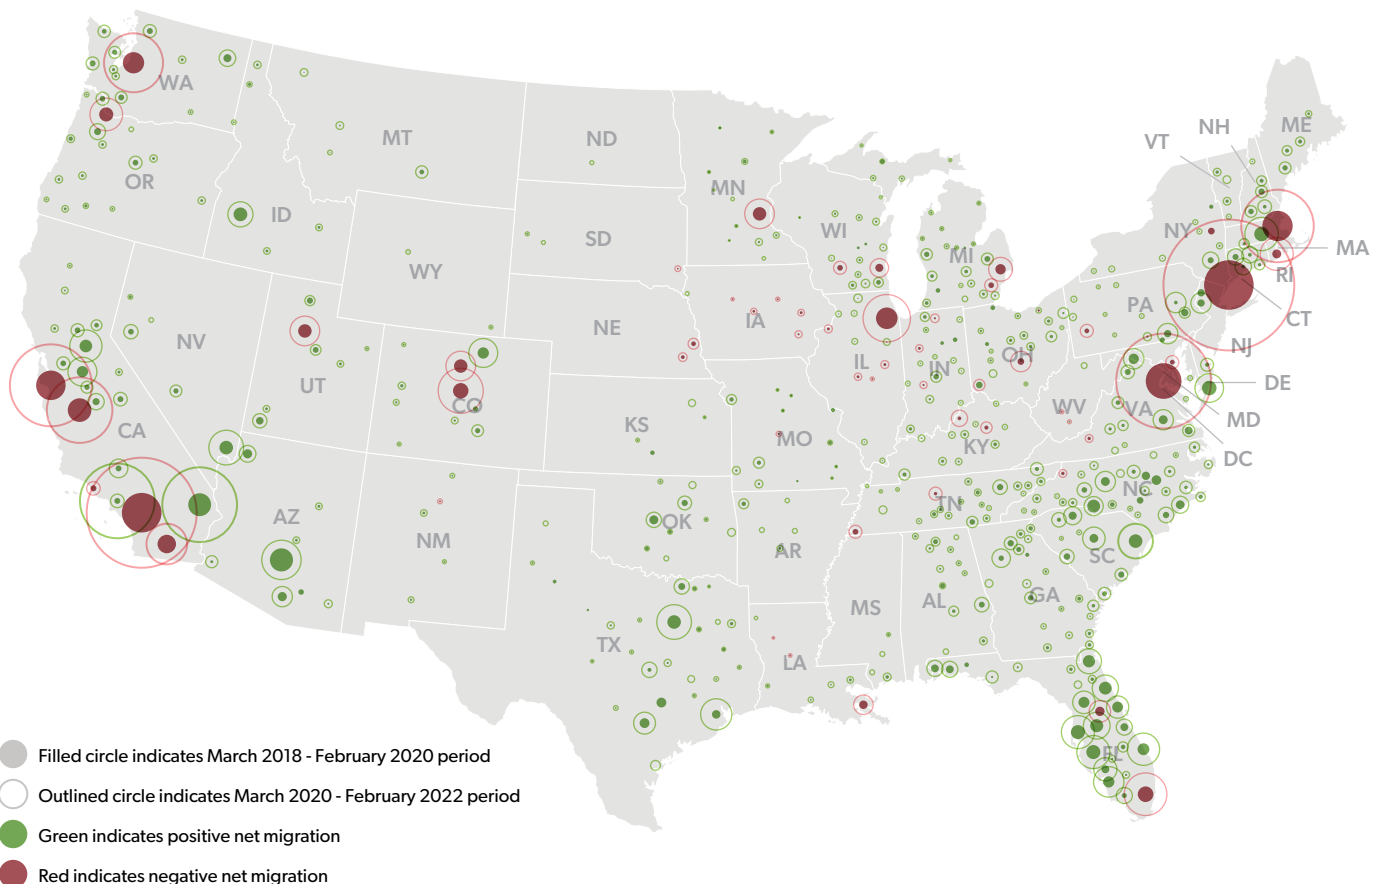 WA
MT
ND
MN
VT
NH
ME
OR
ID
SD
WI
MI
NY
MA
WY
RI
NV
NE
IA
PA
CT
UT
CO
IL
IN
OH
NJ
DE
CA
KS
MO
KY
WV
VA
MD
DC
AZ
NM
OK
AR
TN
NC
SC
TX
LA
MS
AL
GA
FL
Filled circle indicates March 2018 - February 2020 period
Outlined circle indicates March 2020 - February 2022 period
Green indicates positive net migration
Red indicates negative net migration